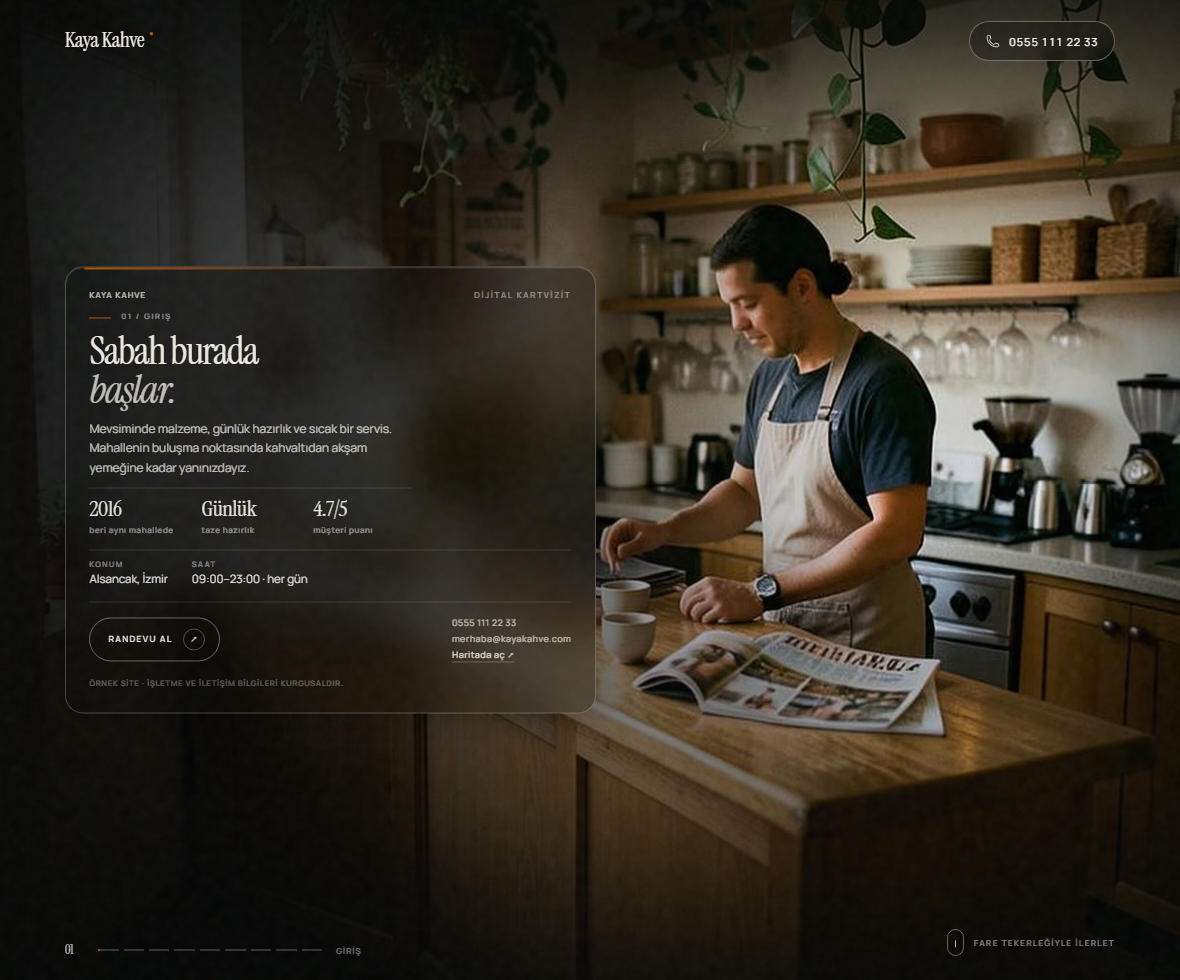 Kaya Kahve
0555 111 22 33
KAYA KAHVE
DİJİTAL KARTVİZİT
01 / GIRIŞ
Sabah burada
başlar.
Mevsiminde malzeme, günlük hazırlık ve sıcak bir servis.
Mahallenin buluşma noktasında kahvaltıdan akşam
yemeğine kadar yanınızdayız.
2016
Günlük
4.7/5
beri aynı mahallede
taze hazırlık
müşteri puanı
KONUM
SAAT
Alsancak, İzmir
09:00–23:00 · her gün
RANDEVU AL ↗
0555 111 22 33
merhaba@kayakahve.com
Haritada aç ↗
ÖRNEK SİTE - İŞLETME VE İLETİŞİM BİLGİLERİ KURGUSALDIR.
01
GİRİŞ
FARE TEKERLEĞİYLE İLERLET